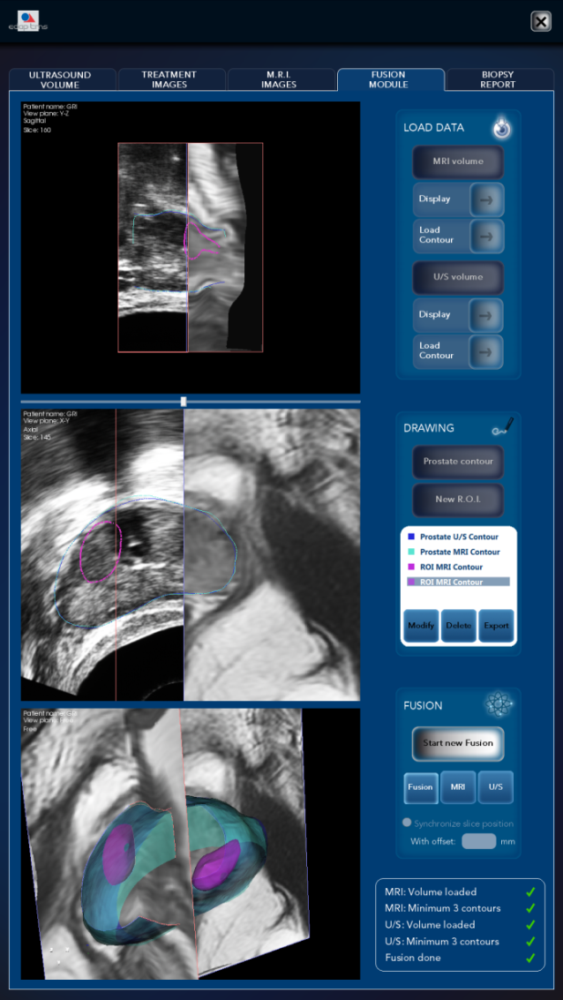 edap tms
ULTRASOUND
VOLUME
TREATMENT
IMAGES
M.R.I.
IMAGES
FUSION
MODULE
BIOPSY
REPORT
Patient name: GRI
View plane: Y-Z
Sagittal
Slice: 160
Patient name: GRI
View plane: X-Y
Axial
Slice: 145
Patient name: GRI
View plane: Free
Free
LOAD DATA
MRI volume
Display
Load
Contour
U/S volume
Display
Load
Contour
DRAWING
Prostate contour
New R.O.I.
Prostate U/S Contour
Prostate MRI Contour
ROI MRI Contour
ROI MRI Contour
Modify Delete Export
FUSION
Start new Fusion
Fusion MRI U/S
Synchronize slice position
With offset: mm
MRI: Volume loaded
MRI: Minimum 3 contours
U/S: Volume loaded
U/S: Minimum 3 contours
Fusion done